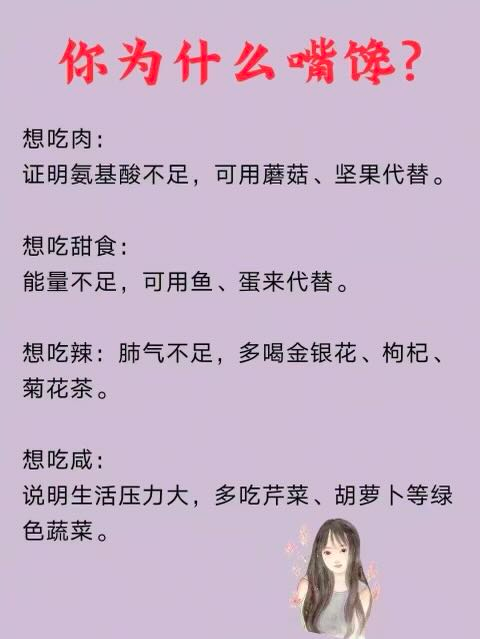 你为什么嘴馋?
想吃肉：
证明氨基酸不足，可用蘑菇、坚果代替。
想吃甜食：
能量不足，可用鱼、蛋来代替。
想吃辣：肺气不足，多喝金银花、枸杞、
菊花茶。
想吃咸：
说明生活压力大，多吃芹菜、胡萝卜等绿
色蔬菜。